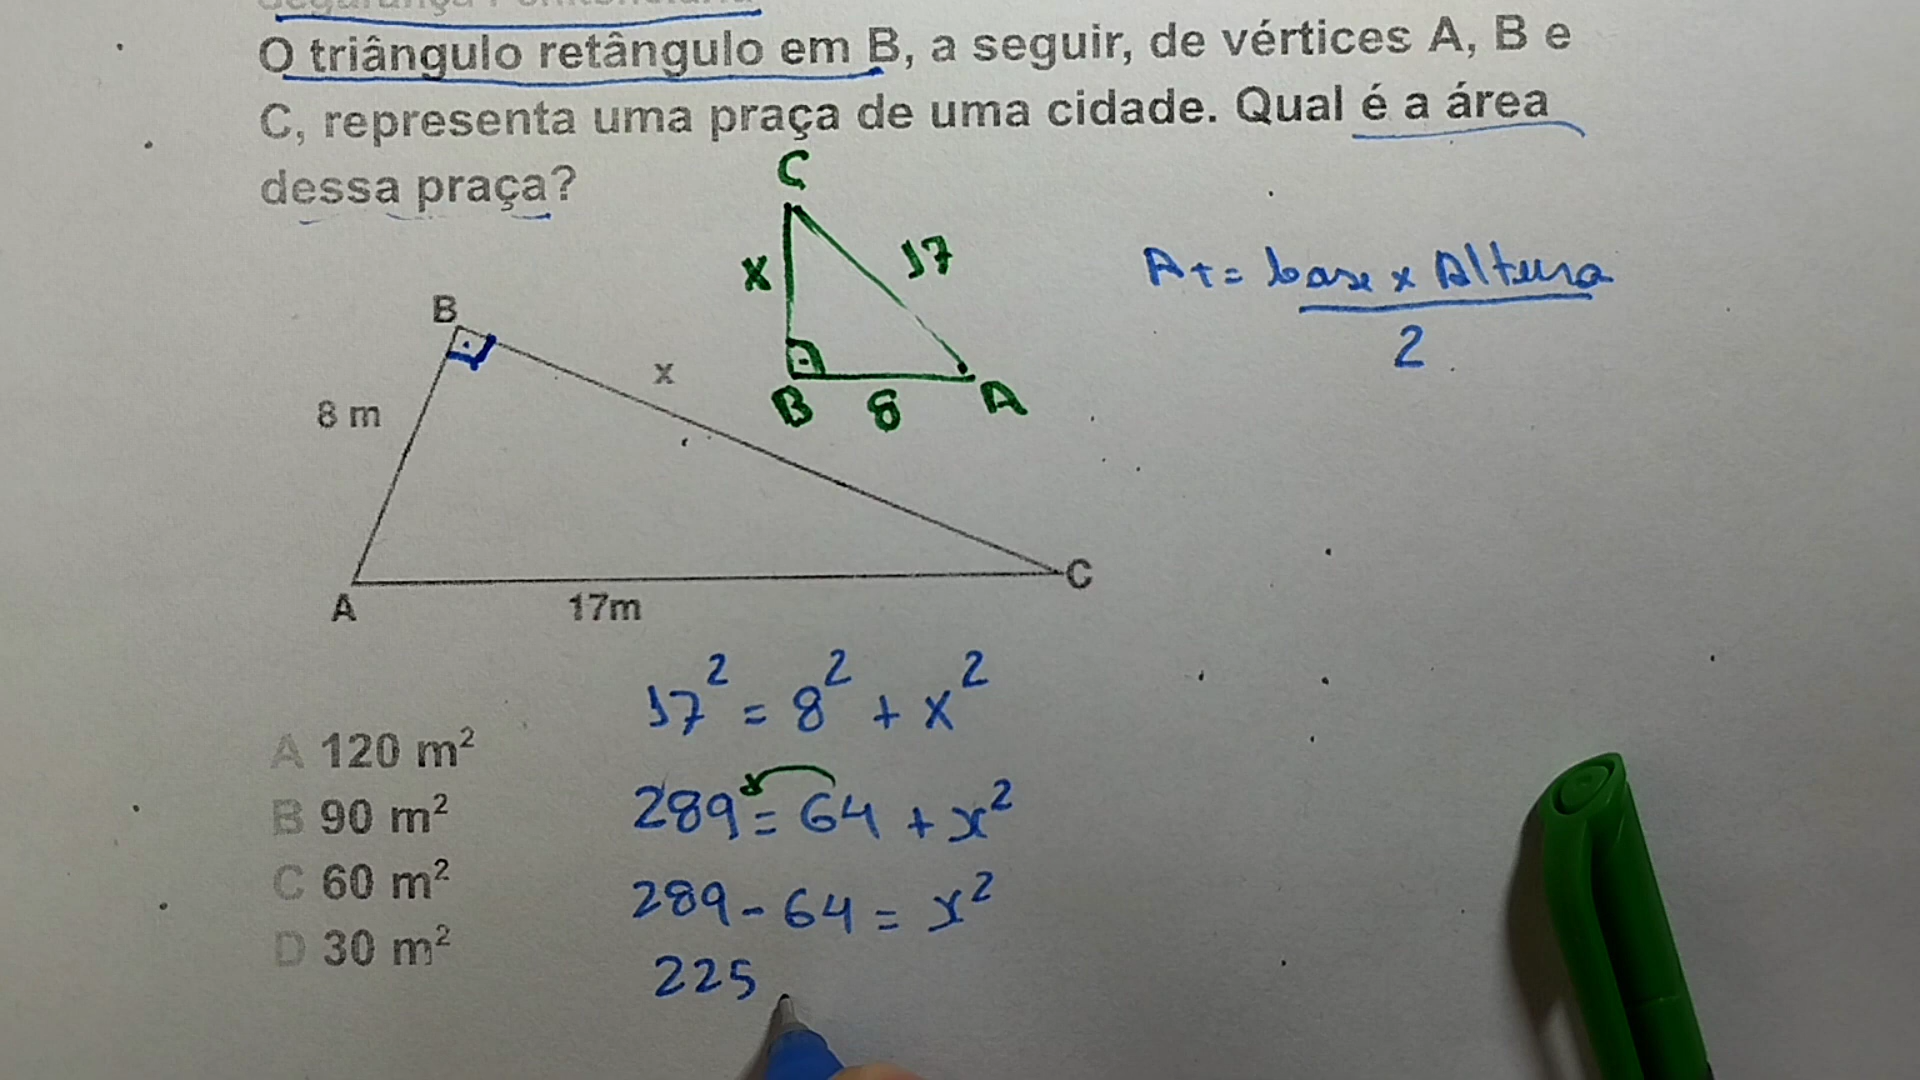 Segurança Penitenciária
O triângulo retângulo em B, a seguir, de vértices A, B e
C, representa uma praça de uma cidade. Qual é a área
dessa praça?
C
x
17
B
8
A
At = base x Altura
2
B
8 m
x
A
17m
C
17² = 8² + x²
289 = 64 + x²
289 - 64 = x²
225
A 120 m²
B 90 m²
C 60 m²
D 30 m²